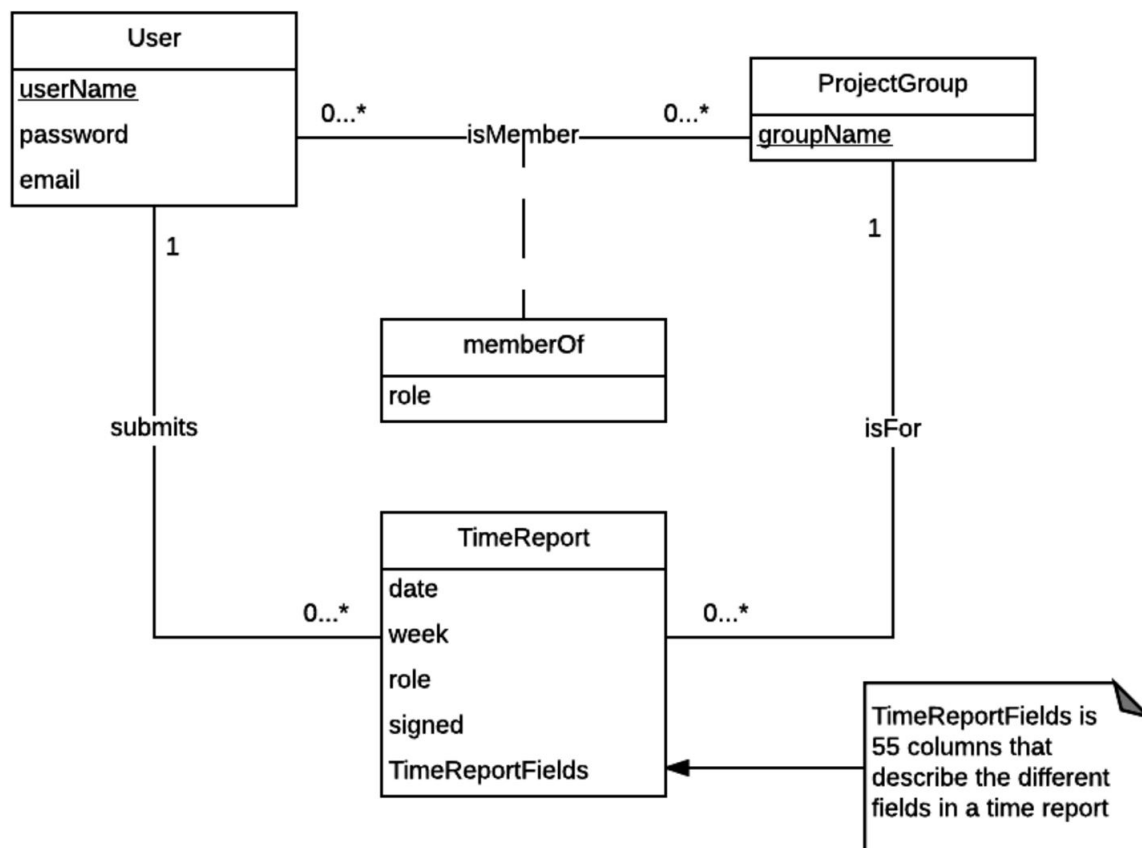 User
userName
password
email
0...*
isMember
0...*
ProjectGroup
groupName
1
1
memberOf
role
submits
isFor
TimeReport
date
week
role
signed
TimeReportFields
0...*
0...*
TimeReportFields is
55 columns that
describe the different
fields in a time report